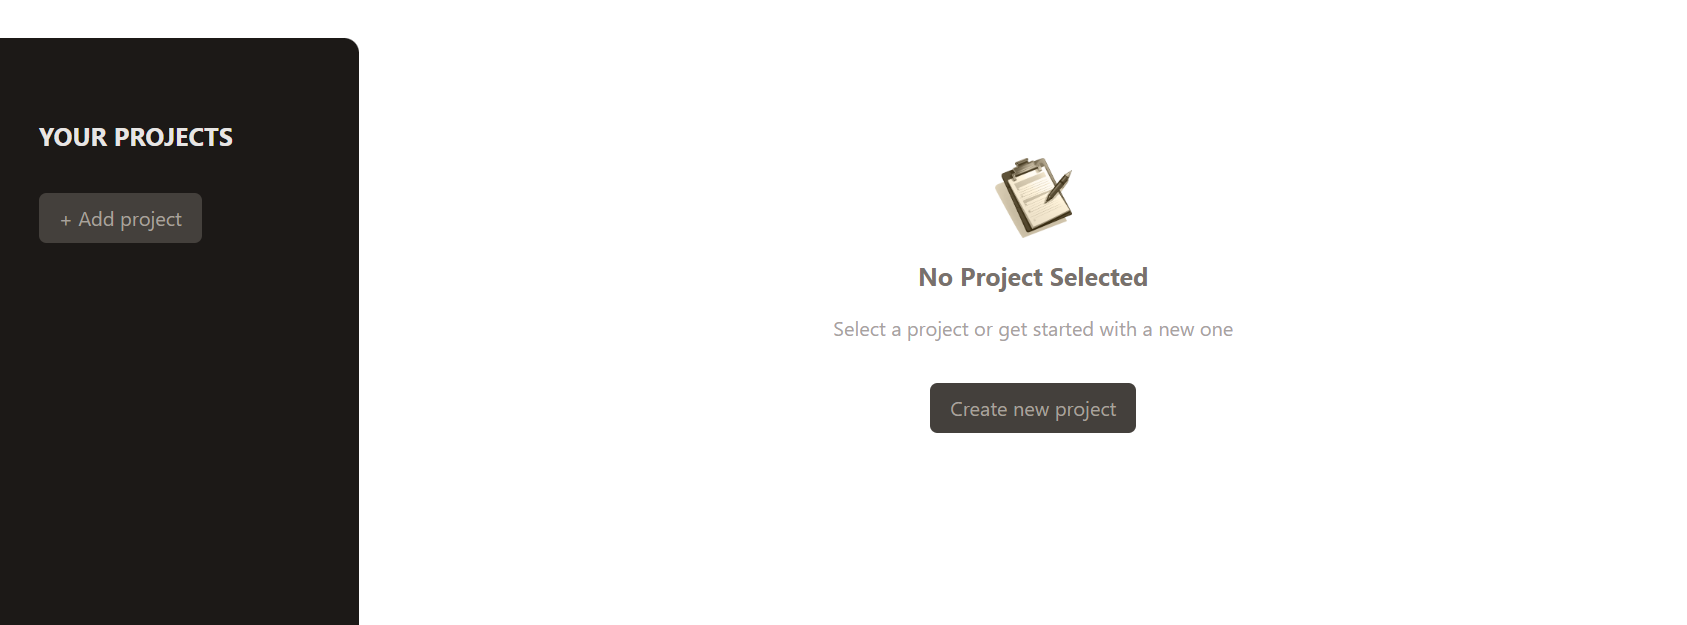 YOUR PROJECTS
+ Add project
No Project Selected
Select a project or get started with a new one
Create new project